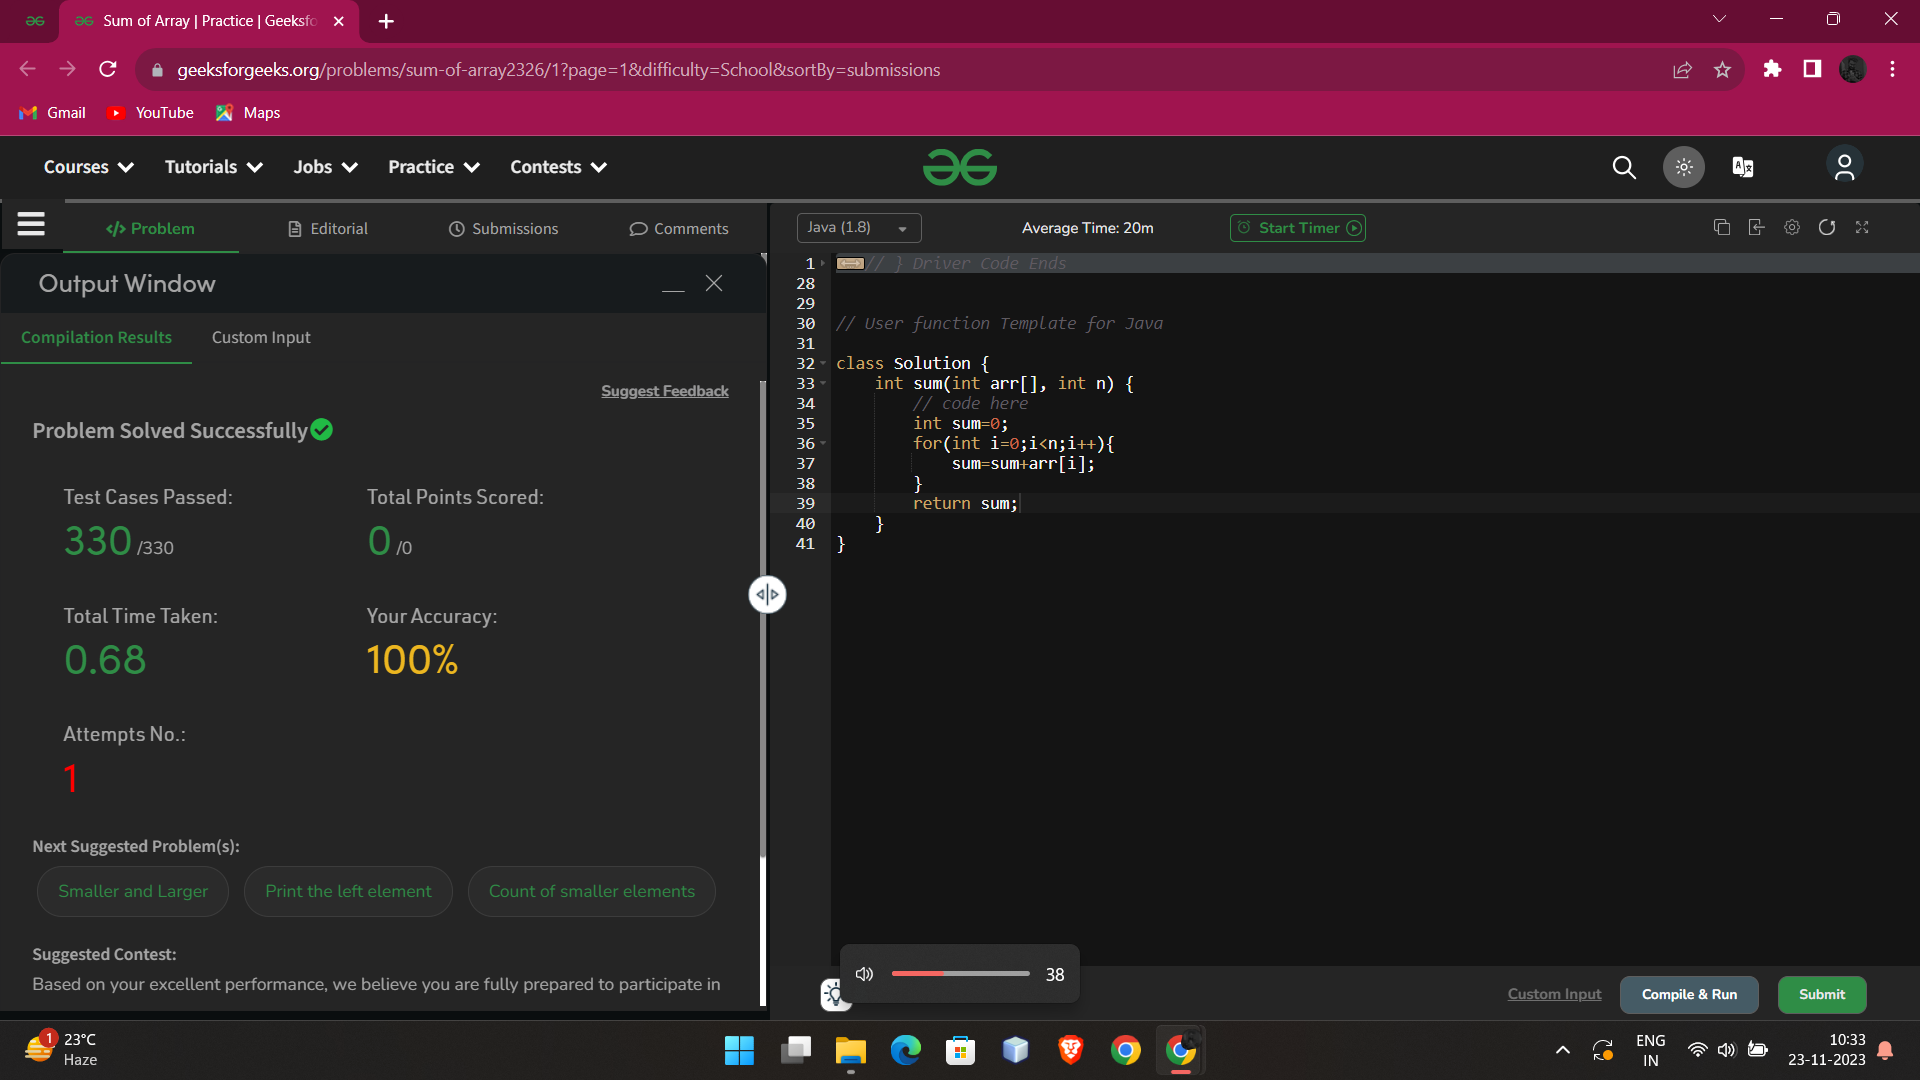 Sum of Array | Practice | Geeksfo
geeksforgeeks.org/problems/sum-of-array2326/1?page=1&difficulty=School&sortBy=submissions
Gmail YouTube Maps
Courses Tutorials Jobs Practice Contests
Problem Editorial Submissions Comments
Java (1.8) Average Time: 20m Start Timer
Output Window
Compilation Results Custom Input
Suggest Feedback
Problem Solved Successfully
Test Cases Passed: Total Points Scored:
330 /330 0 /0
Total Time Taken: Your Accuracy:
0.68 100%
Attempts No.:
1
Next Suggested Problem(s):
Smaller and Larger Print the left element Count of smaller elements
Suggested Contest:
Based on your excellent performance, we believe you are fully prepared to participate in
1 // } Driver Code Ends
28
29
30 // User function Template for Java
31
32 class Solution {
33 int sum(int arr[], int n) {
34 // code here
35 int sum=0;
36 for(int i=0;i<n;i++){
37 sum=sum+arr[i];
38 }
39 return sum;
40 }
41 }
38
Custom Input Compile & Run Submit
1 23°C
Haze
ENG
IN
10:33
23-11-2023